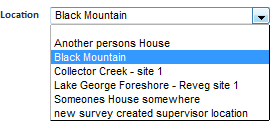 Location Black Mountain
Another persons House
Black Mountain
Collector Creek - site 1
Lake George Foreshore - Reveg site 1
Someones House somewhere
new survey created supervisor location